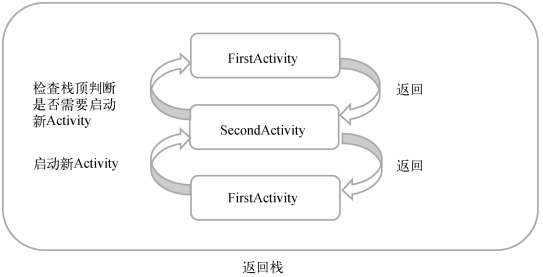 FirstActivity
检查栈顶判断
是否需要启动
新Activity
返回
SecondActivity
启动新Activity
返回
FirstActivity
返回栈